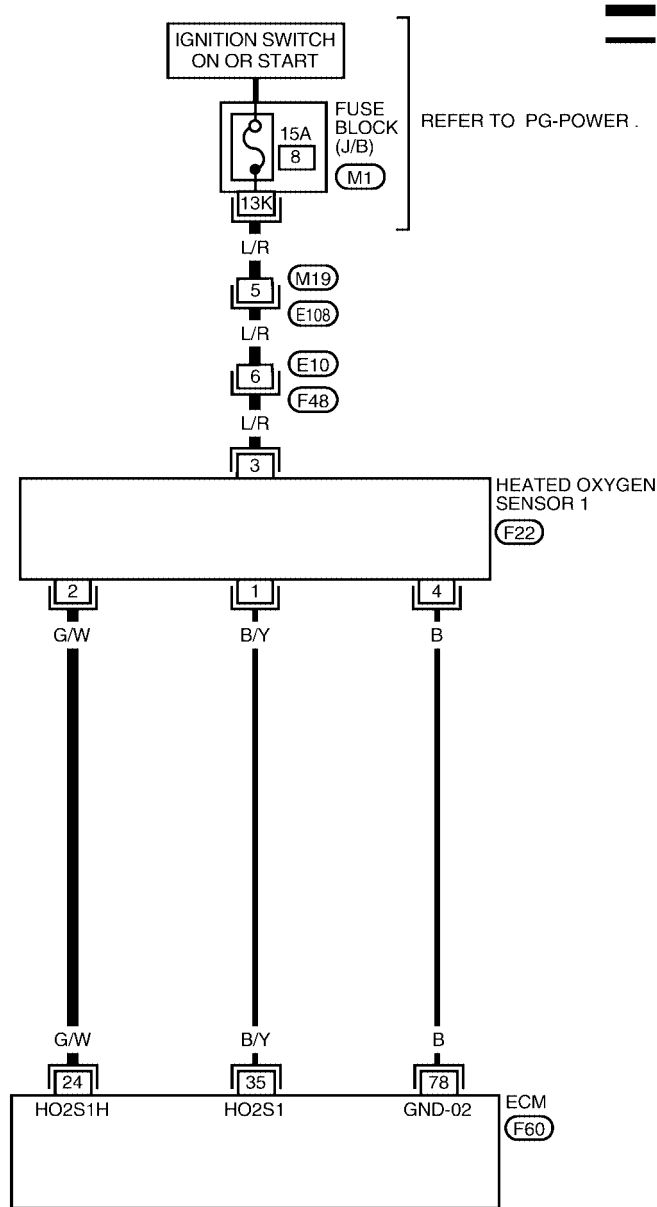 IGNITION SWITCH
ON OR START
FUSE
BLOCK
(J/B)
15A
8
M1
REFER TO PG-POWER .
13K
L/R
M19
5
E108
L/R
E10
6
F48
L/R
3
HEATED OXYGEN
SENSOR 1
F22
2 1 4
G/W B/Y B
G/W B/Y B
24 35 78
HO2S1H HO2S1 GND-02
ECM
F60